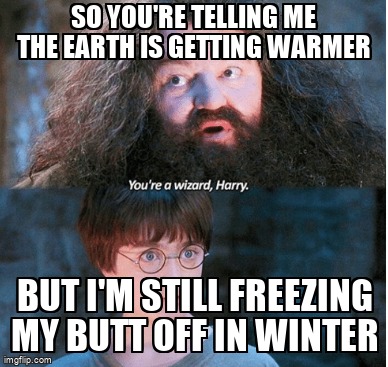 SO YOU'RE TELLING ME
THE EARTH IS GETTING WARMER
You're a wizard, Harry.
BUT I'M STILL FREEZING
MY BUTT OFF IN WINTER
imgflip.com